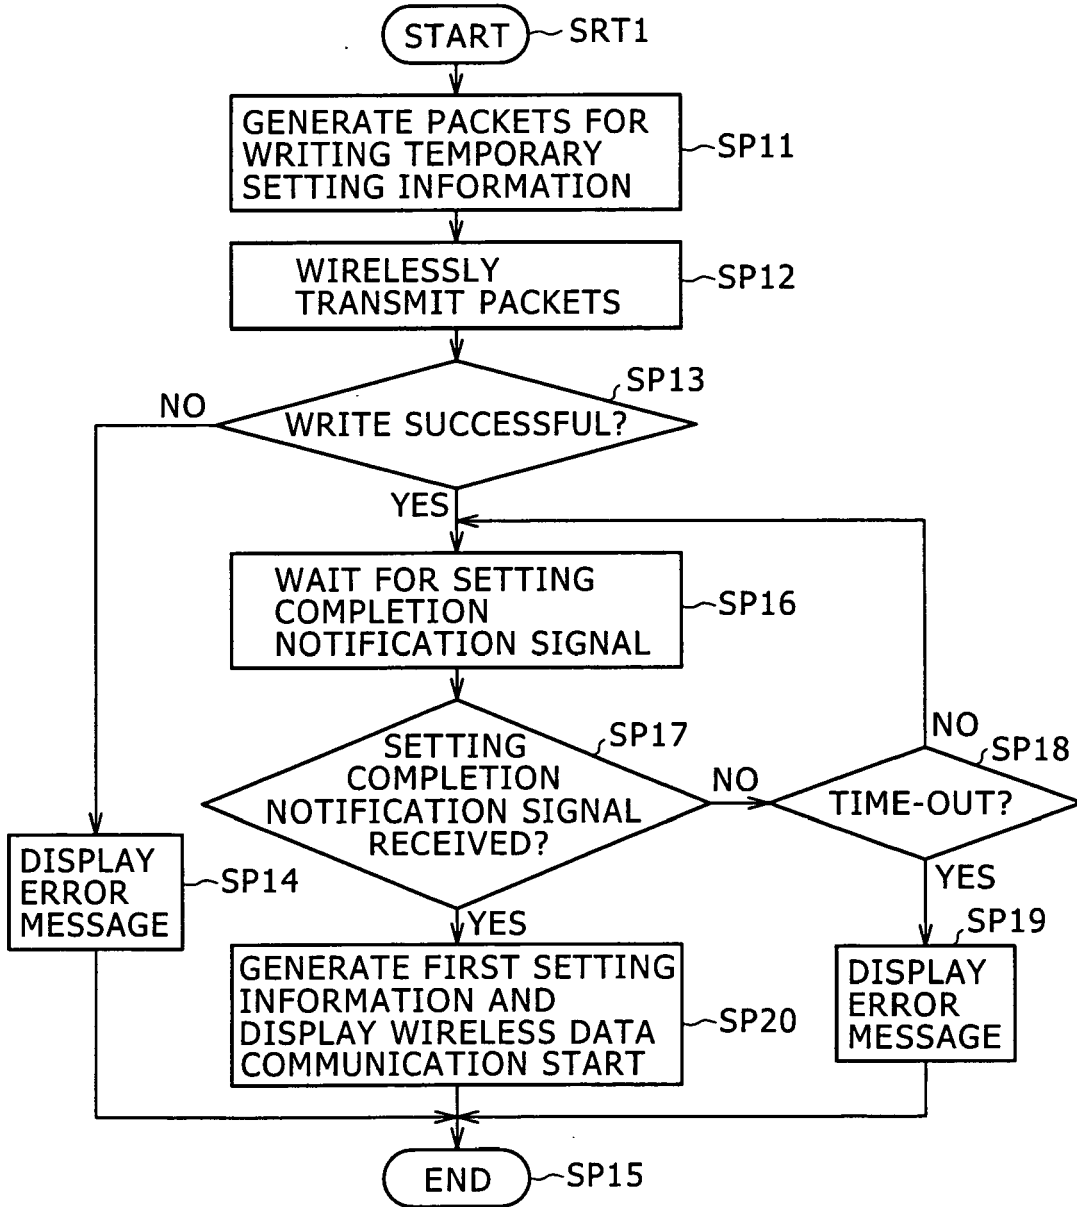 START
SRT1
GENERATE PACKETS FOR
WRITING TEMPORARY
SETTING INFORMATION
SP11
WIRELESSLY
TRANSMIT PACKETS
SP12
SP13
NO
WRITE SUCCESSFUL?
YES
WAIT FOR SETTING
COMPLETION
NOTIFICATION SIGNAL
SP16
SP17
SETTING
COMPLETION
NOTIFICATION SIGNAL
RECEIVED?
NO
NO
SP18
TIME-OUT?
DISPLAY
ERROR
MESSAGE
SP14
YES
YES
SP19
GENERATE FIRST SETTING
INFORMATION AND
DISPLAY WIRELESS DATA
COMMUNICATION START
SP20
DISPLAY
ERROR
MESSAGE
END
SP15